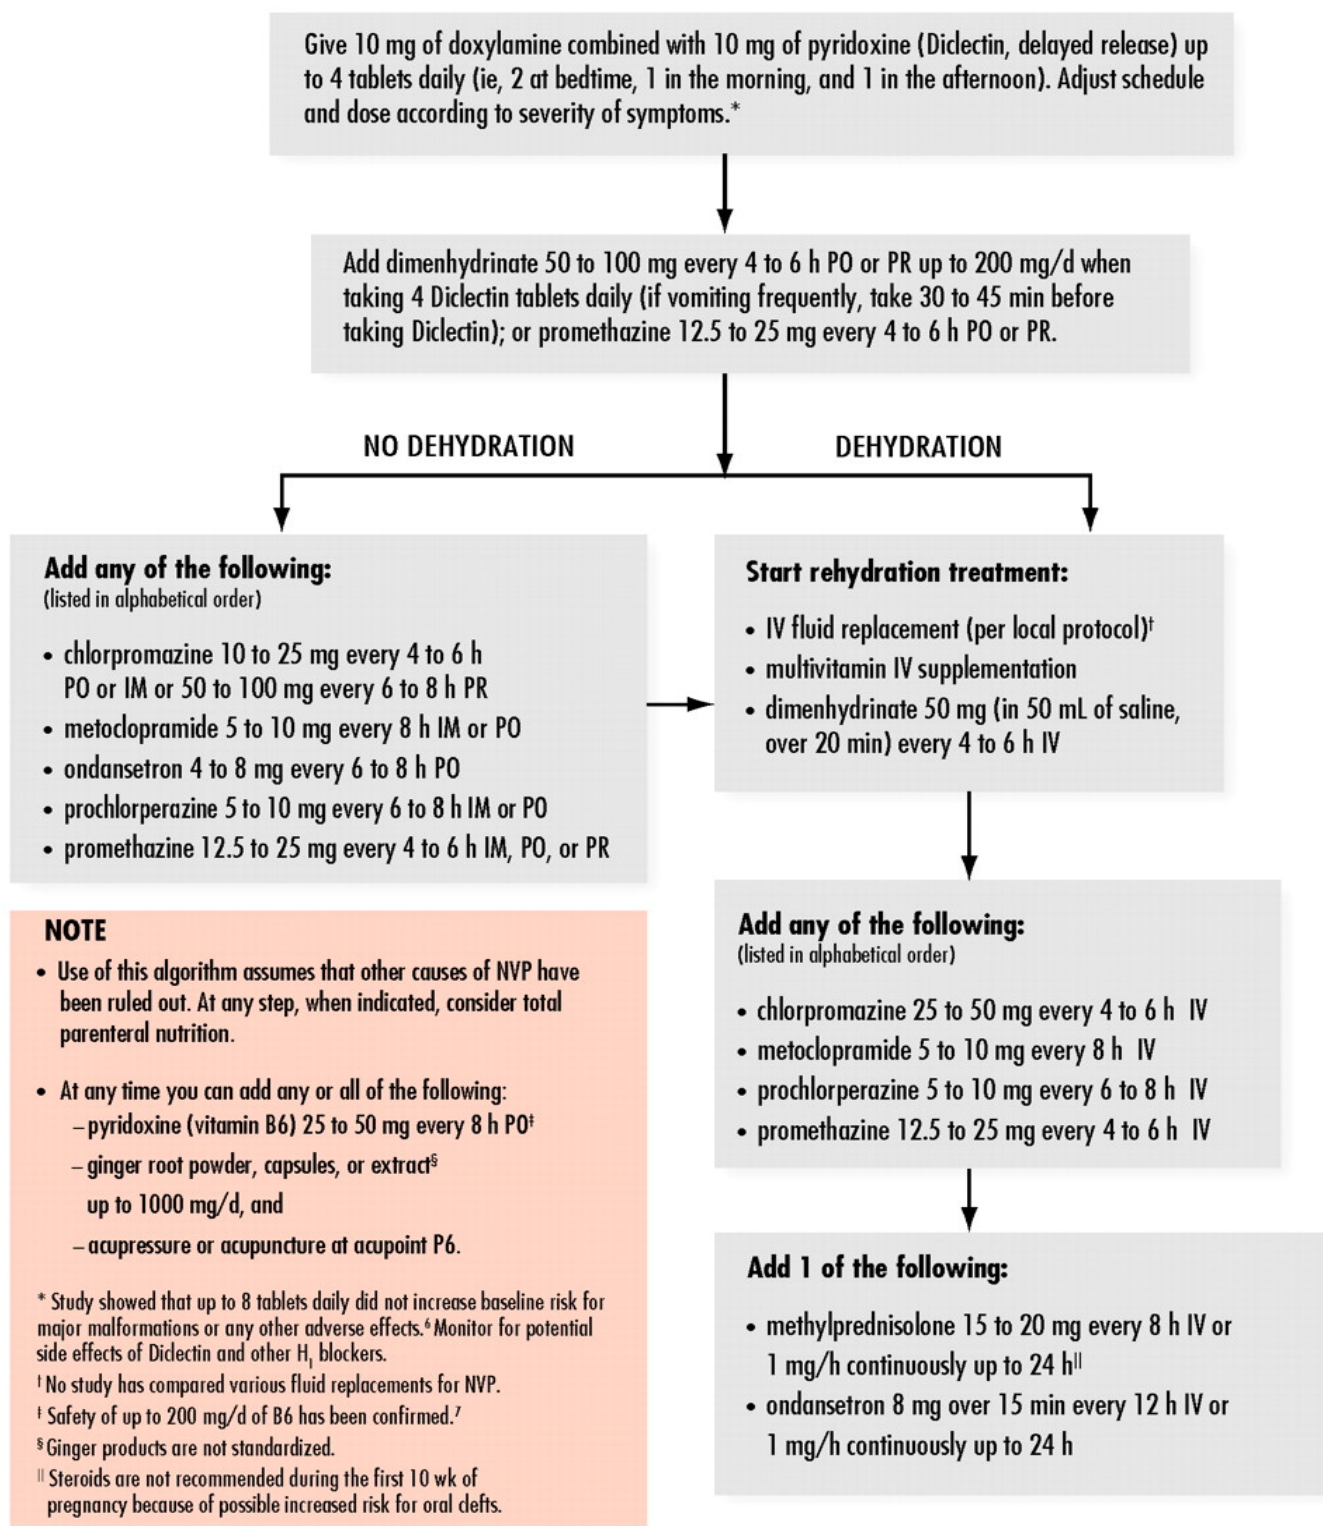 Give 10 mg of doxylamine combined with 10 mg of pyridoxine (Diclectin, delayed release) up
to 4 tablets daily (ie, 2 at bedtime, 1 in the morning, and 1 in the afternoon). Adjust schedule
and dose according to severity of symptoms.*
Add dimenhydrinate 50 to 100 mg every 4 to 6 h PO or PR up to 200 mg/d when
taking 4 Diclectin tablets daily (if vomiting frequently, take 30 to 45 min before
taking Diclectin); or promethazine 12.5 to 25 mg every 4 to 6 h PO or PR.
NO DEHYDRATION
DEHYDRATION
Add any of the following:
(listed in alphabetical order)
• chlorpromazine 10 to 25 mg every 4 to 6 h
PO or IM or 50 to 100 mg every 6 to 8 h PR
• metoclopramide 5 to 10 mg every 8 h IM or PO
• ondansetron 4 to 8 mg every 6 to 8 h PO
• prochlorperazine 5 to 10 mg every 6 to 8 h IM or PO
• promethazine 12.5 to 25 mg every 4 to 6 h IM, PO, or PR
Start rehydration treatment:
• IV fluid replacement (per local protocol)†
• multivitamin IV supplementation
• dimenhydrinate 50 mg (in 50 mL of saline,
over 20 min) every 4 to 6 h IV
Add any of the following:
(listed in alphabetical order)
• chlorpromazine 25 to 50 mg every 4 to 6 h IV
• metoclopramide 5 to 10 mg every 8 h IV
• prochlorperazine 5 to 10 mg every 6 to 8 h IV
• promethazine 12.5 to 25 mg every 4 to 6 h IV
Add 1 of the following:
• methylprednisolone 15 to 20 mg every 8 h IV or
1 mg/h continuously up to 24 h||
• ondansetron 8 mg over 15 min every 12 h IV or
1 mg/h continuously up to 24 h
NOTE
• Use of this algorithm assumes that other causes of NVP have
been ruled out. At any step, when indicated, consider total
parenteral nutrition.
• At any time you can add any or all of the following:
– pyridoxine (vitamin B6) 25 to 50 mg every 8 h PO‡
– ginger root powder, capsules, or extract§
up to 1000 mg/d, and
– acupressure or acupuncture at acupoint P6.
* Study showed that up to 8 tablets daily did not increase baseline risk for
major malformations or any other adverse effects.⁶ Monitor for potential
side effects of Diclectin and other H₁ blockers.
† No study has compared various fluid replacements for NVP.
‡ Safety of up to 200 mg/d of B6 has been confirmed.⁷
§ Ginger products are not standardized.
|| Steroids are not recommended during the first 10 wk of
pregnancy because of possible increased risk for oral clefts.